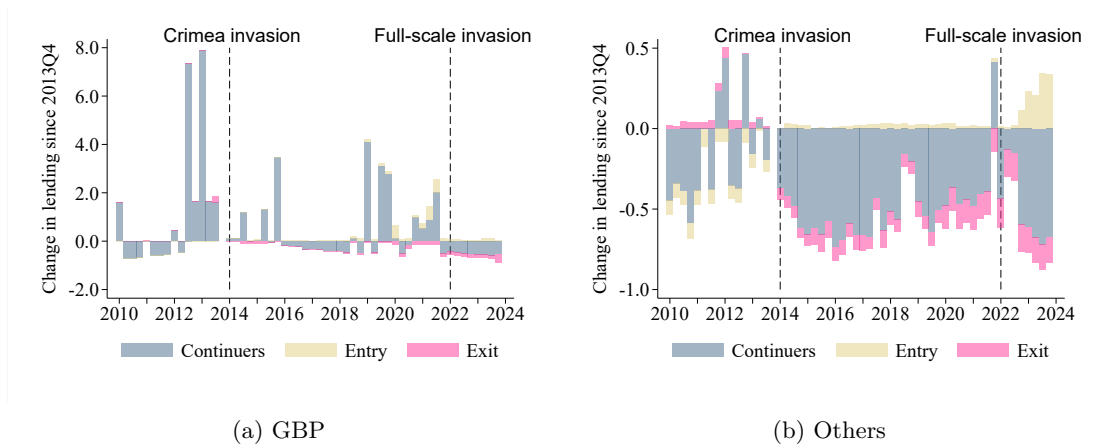 Crimea invasion
Full-scale invasion
Change in lending since 2013Q4
8.0
6.0
4.0
2.0
0.0
-2.0
2010 2012 2014 2016 2018 2020 2022 2024
Continuers Entry Exit
(a) GBP
Crimea invasion
Full-scale invasion
Change in lending since 2013Q4
0.5
0.0
-0.5
-1.0
2010 2012 2014 2016 2018 2020 2022 2024
Continuers Entry Exit
(b) Others